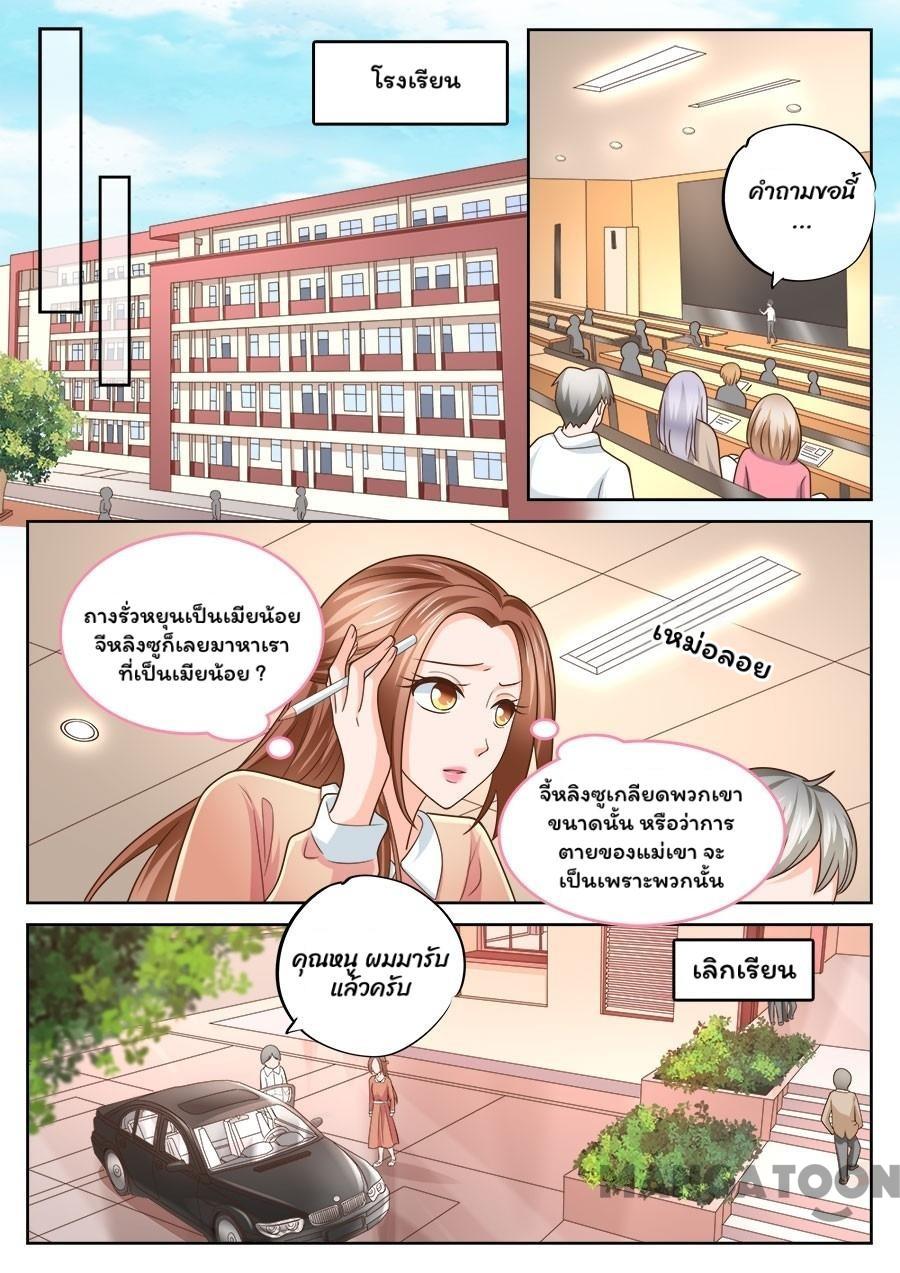 โรงเรียน
คำถามขอนี้
...
ถางรั่วหยุนเป็นเมียน้อย
จีหลิงซูก็เลยมาหาเรา
ที่เป็นเมียน้อย ?
เหม่อลอย
จี้หลิงซูเกลียดพวกเขา
ขนาดนั้น หรือว่าการ
ตายของแม่เขา จะ
เป็นเพราะพวกนั้น
คุณหนู ผมมารับ
แล้วครับ
เลิกเรียน
MANGATOON